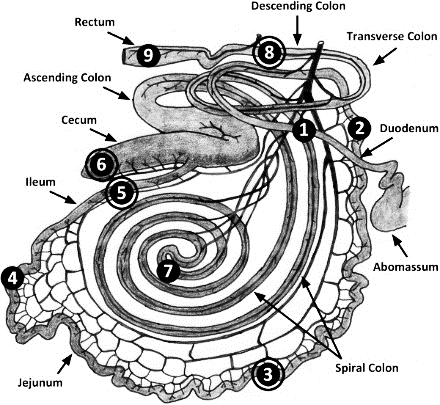 Descending Colon
Rectum
Transverse Colon
9
8
Ascending Colon
1
2
Cecum
Duodenum
6
5
Ileum
Abomassum
7
4
3
Spiral Colon
Jejunum